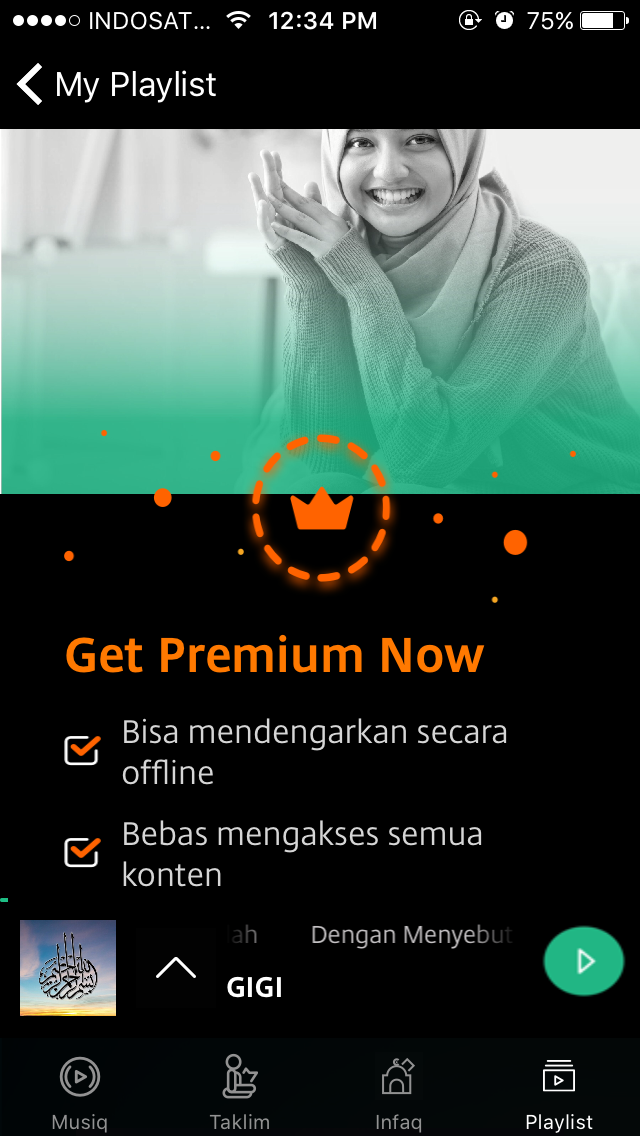 INDOSAT... 12:34 PM 75%
My Playlist
Get Premium Now
Bisa mendengarkan secara
offline
Bebas mengakses semua
konten
lah Dengan Menyebut
GIGI
Musiq Taklim Infaq Playlist